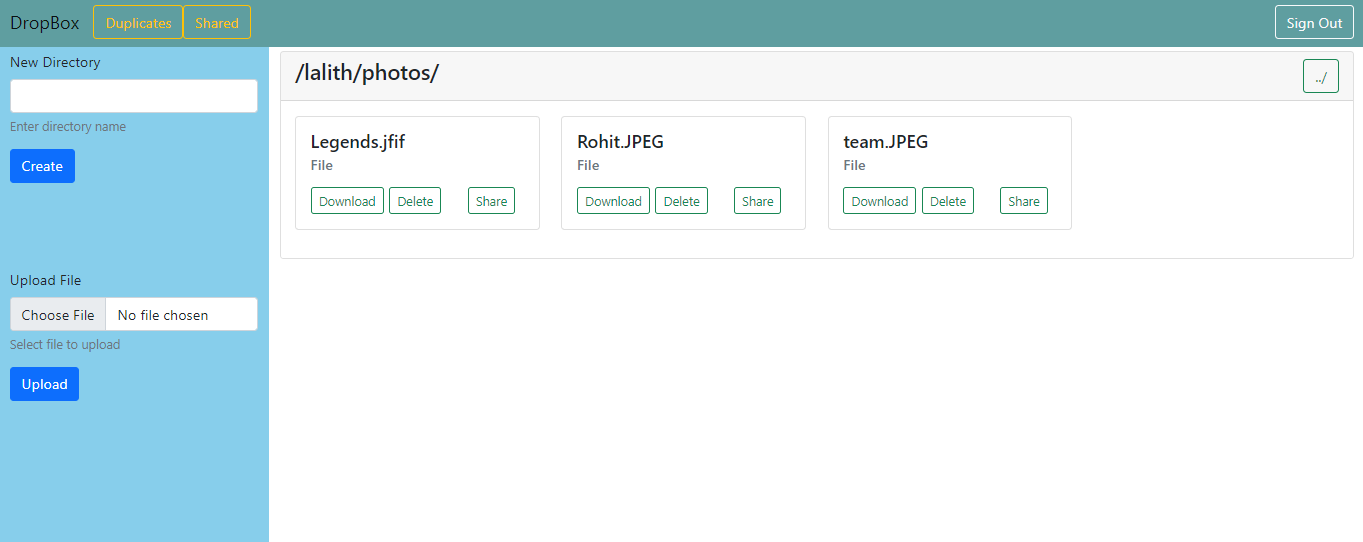 DropBox Duplicates Shared Sign Out
New Directory
Enter directory name
Create
Upload File
Choose File No file chosen
Select file to upload
Upload
/lalith/photos/ ../
Legends.jfif
File
Download Delete Share
Rohit.JPEG
File
Download Delete Share
team.JPEG
File
Download Delete Share